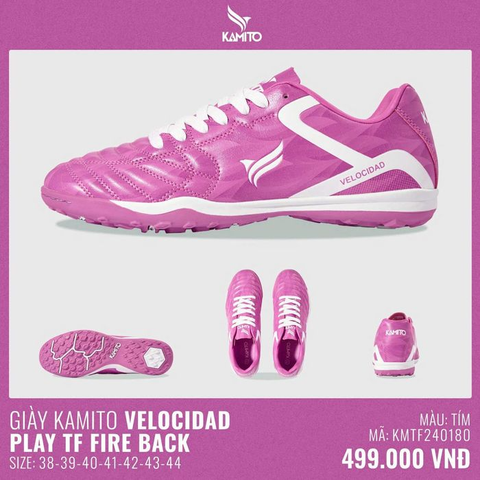 KAMITO
VELOCIDAD
KAMITO
KAMITO
GIÀY KAMITO VELOCIDAD
PLAY TF FIRE BACK
SIZE: 38-39-40-41-42-43-44
MÀU: TÍM
MÃ: KMTF240180
499.000 VNĐ